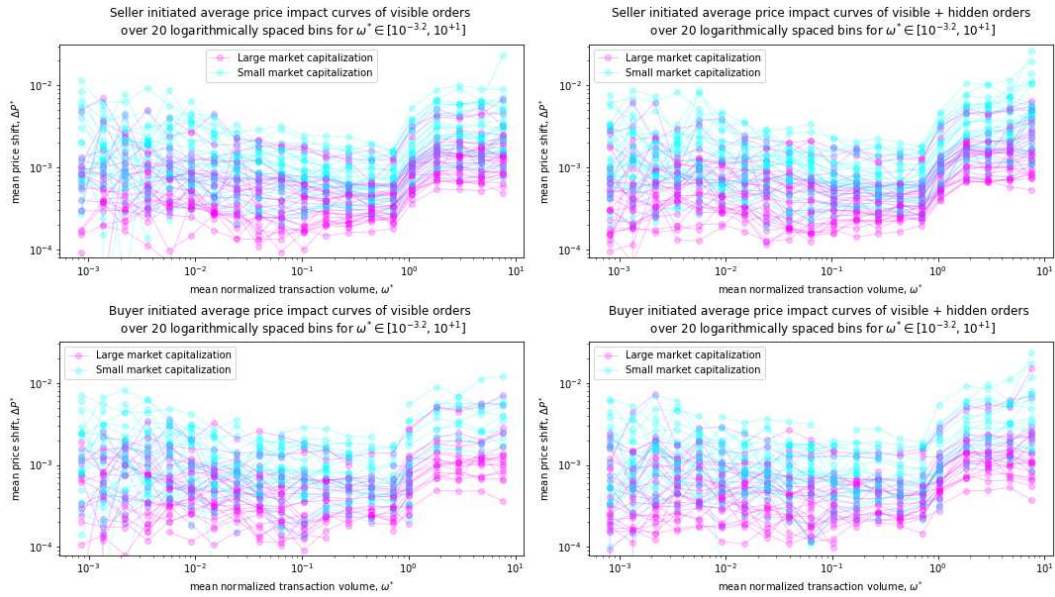 Seller initiated average price impact curves of visible orders
over 20 logarithmically spaced bins for ω* ∈ [10^−3.2, 10^+1]
Large market capitalization
Small market capitalization
10^−2
10^−3
10^−4
mean price shift, ΔP*
10^−3
10^−2
10^−1
10^0
10^1
mean normalized transaction volume, ω*
Seller initiated average price impact curves of visible + hidden orders
over 20 logarithmically spaced bins for ω* ∈ [10^−3.2, 10^+1]
Large market capitalization
Small market capitalization
10^−2
10^−3
10^−4
mean price shift, ΔP*
10^−3
10^−2
10^−1
10^0
10^1
mean normalized transaction volume, ω*
Buyer initiated average price impact curves of visible orders
over 20 logarithmically spaced bins for ω* ∈ [10^−3.2, 10^+1]
Large market capitalization
Small market capitalization
10^−2
10^−3
10^−4
mean price shift, ΔP*
10^−3
10^−2
10^−1
10^0
10^1
mean normalized transaction volume, ω*
Buyer initiated average price impact curves of visible + hidden orders
over 20 logarithmically spaced bins for ω* ∈ [10^−3.2, 10^+1]
Large market capitalization
Small market capitalization
10^−2
10^−3
10^−4
mean price shift, ΔP*
10^−3
10^−2
10^−1
10^0
10^1
mean normalized transaction volume, ω*